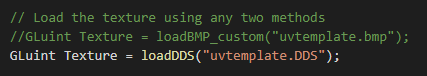 // Load the texture using any two methods
//GLuint Texture = loadBMP_custom("uvtemplate.bmp");
GLuint Texture = loadDDS("uvtemplate.DDS");